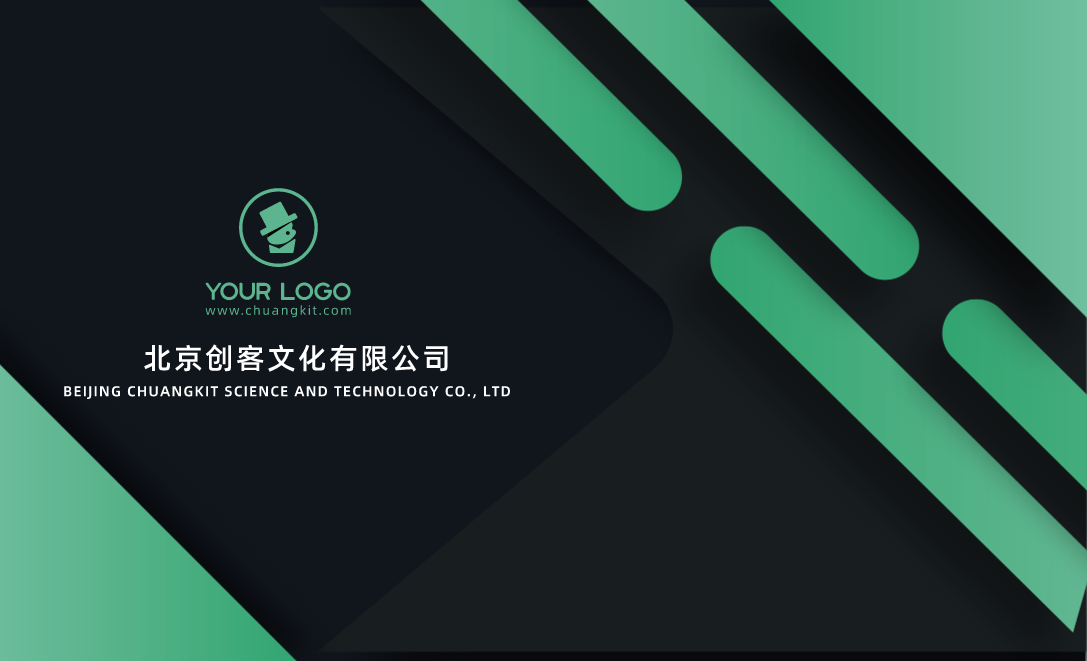 YOUR LOGO
www.chuangkit.com
北京创客文化有限公司
BEIJING CHUANGKIT SCIENCE AND TECHNOLOGY CO., LTD